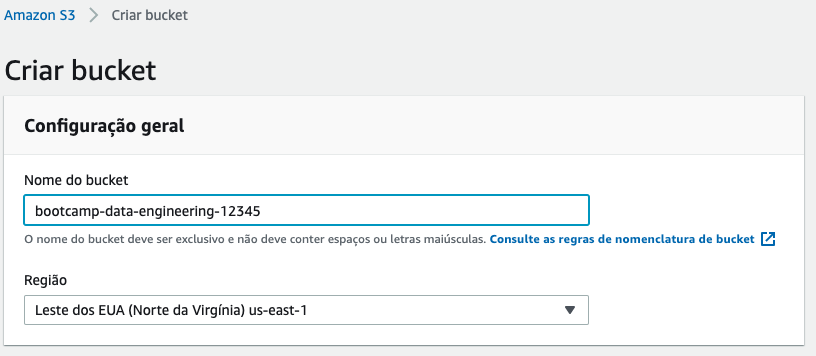 Amazon S3 > Criar bucket
Criar bucket
Configuração geral
Nome do bucket
bootcamp-data-engineering-12345
O nome do bucket deve ser exclusivo e não deve conter espaços ou letras maiúsculas. Consulte as regras de nomenclatura de bucket
Região
Leste dos EUA (Norte da Virgínia) us-east-1